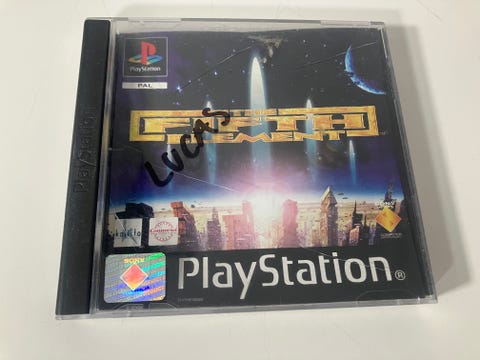 PlayStation
PAL
THE
FIFTH
ELEMENT
LUCAS
PlayStation
SONY
PlayStation®